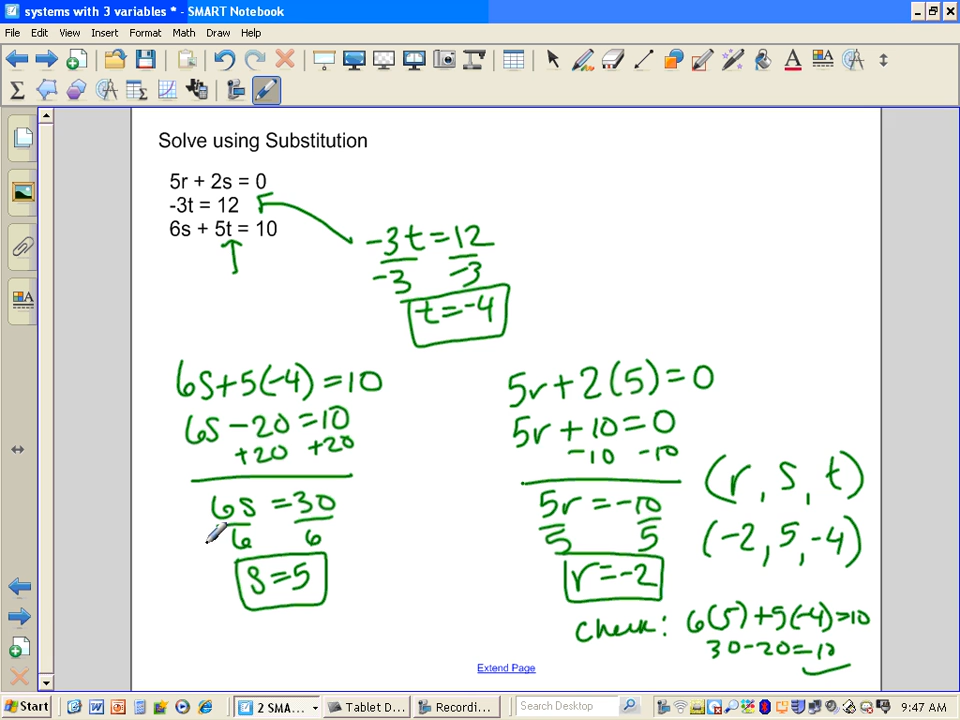 systems with 3 variables * - SMART Notebook
File Edit View Insert Format Math Draw Help
Solve using Substitution
5r + 2s = 0
-3t = 12
6s + 5t = 10
-3t = 12
-3 -3
t = -4
6s + 5(-4) = 10
6s - 20 = 10
+20 +20
6s = 30
6 6
s = 5
5r + 2(5) = 0
5r + 10 = 0
-10 -10
5r = -10
5 5
r = -2
(r, s, t)
(-2, 5, -4)
check: 6(5) + 5(-4) = 10
30 - 20 = 10
Extend Page
Start 2 SMA... Tablet D... Recordi... Search Desktop 9:47 AM